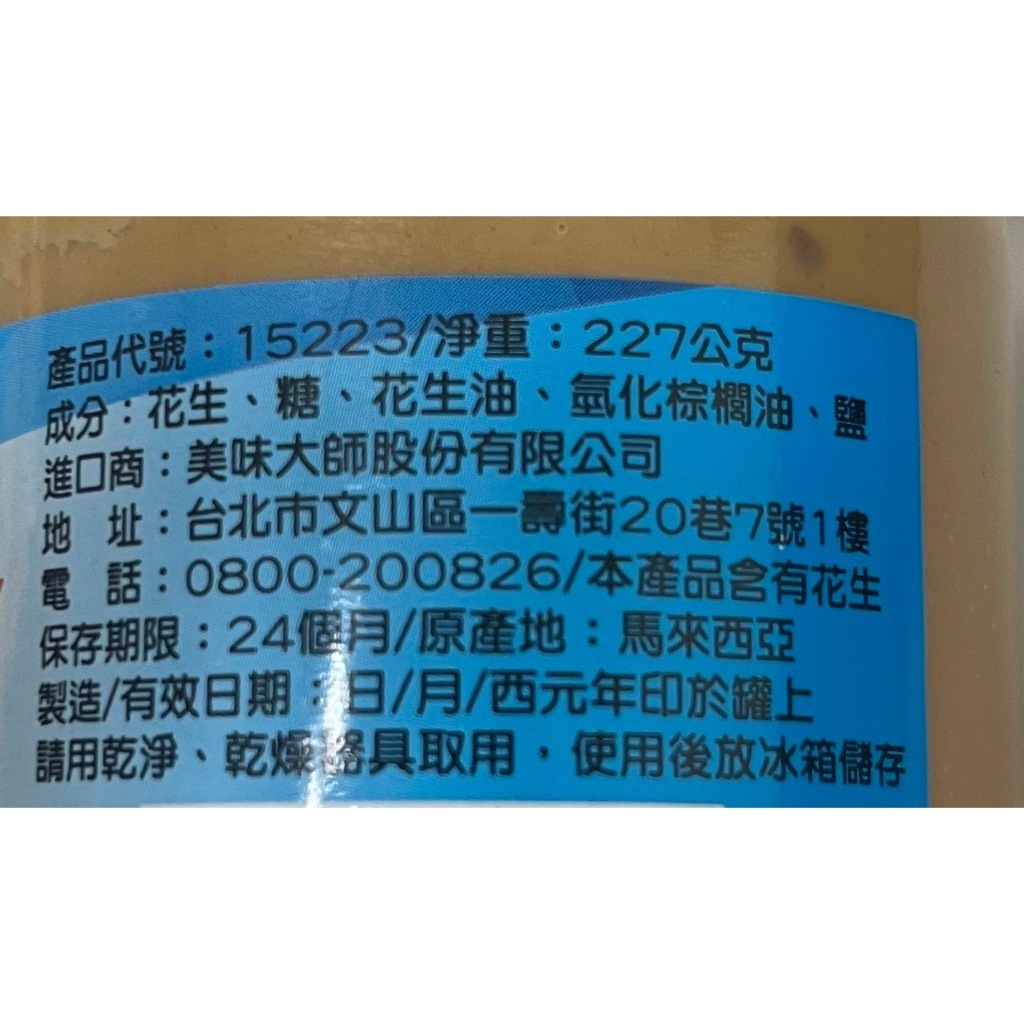 產品代號：15223/淨重：227公克
成分：花生、糖、花生油、氫化棕櫚油、鹽
進口商：美味大師股份有限公司
地　址：台北市文山區一壽街20巷7號1樓
電　話：0800-200826/本產品含有花生
保存期限：24個月/原產地：馬來西亞
製造/有效日期：日/月/西元年印於罐上
請用乾淨、乾燥器具取用，使用後放冰箱儲存